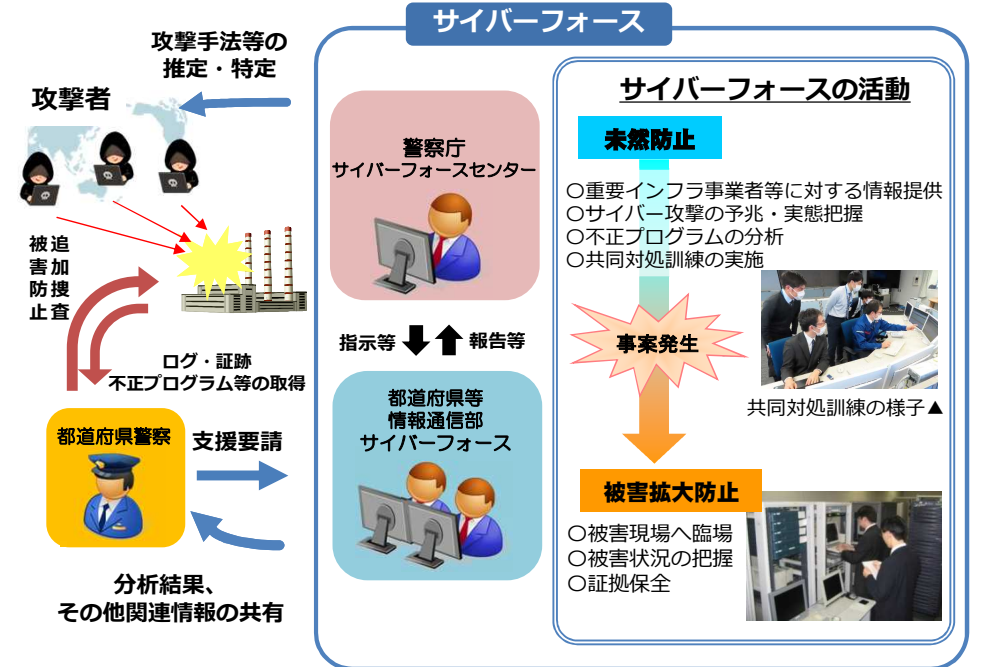 サイバーフォース
攻撃手法等の
推定・特定
攻撃者
被害防止
追加捜査
ログ・証跡
不正プログラム等の取得
都道府県警察
支援要請
分析結果、
その他関連情報の共有
警察庁
サイバーフォースセンター
指示等
報告等
都道府県等
情報通信部
サイバーフォース
サイバーフォースの活動
未然防止
○重要インフラ事業者等に対する情報提供
○サイバー攻撃の予兆・実態把握
○不正プログラムの分析
○共同対処訓練の実施
事案発生
共同対処訓練の様子▲
被害拡大防止
○被害現場へ臨場
○被害状況の把握
○証拠保全